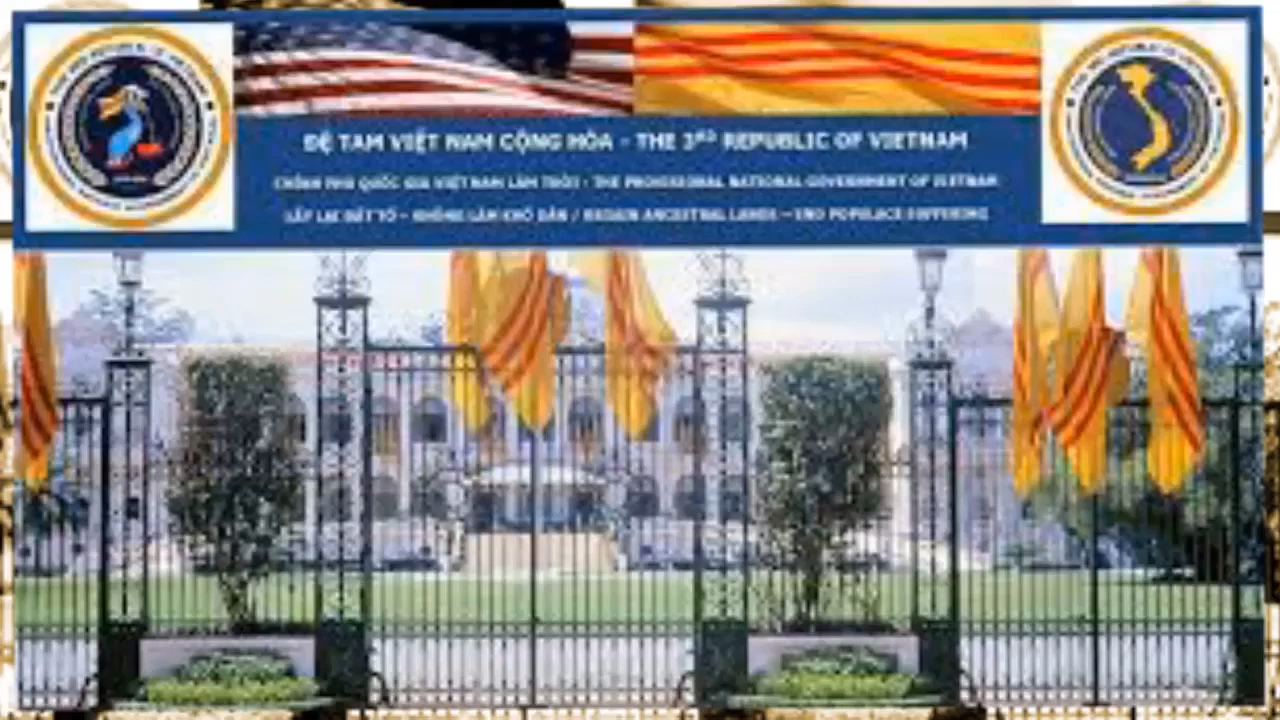 ĐỆ TAM VIỆT NAM CỘNG HÒA - THE 3RD REPUBLIC OF VIETNAM
CHÍNH PHỦ QUỐC GIA VIỆT NAM LÂM THỜI - THE PROVISIONAL NATIONAL GOVERNMENT OF VIETNAM
LẤY LẠI ĐẤT TỔ - KHÔNG LÀM KHỔ DÂN / REGAIN ANCESTRAL LANDS - END POPULACE SUFFERING